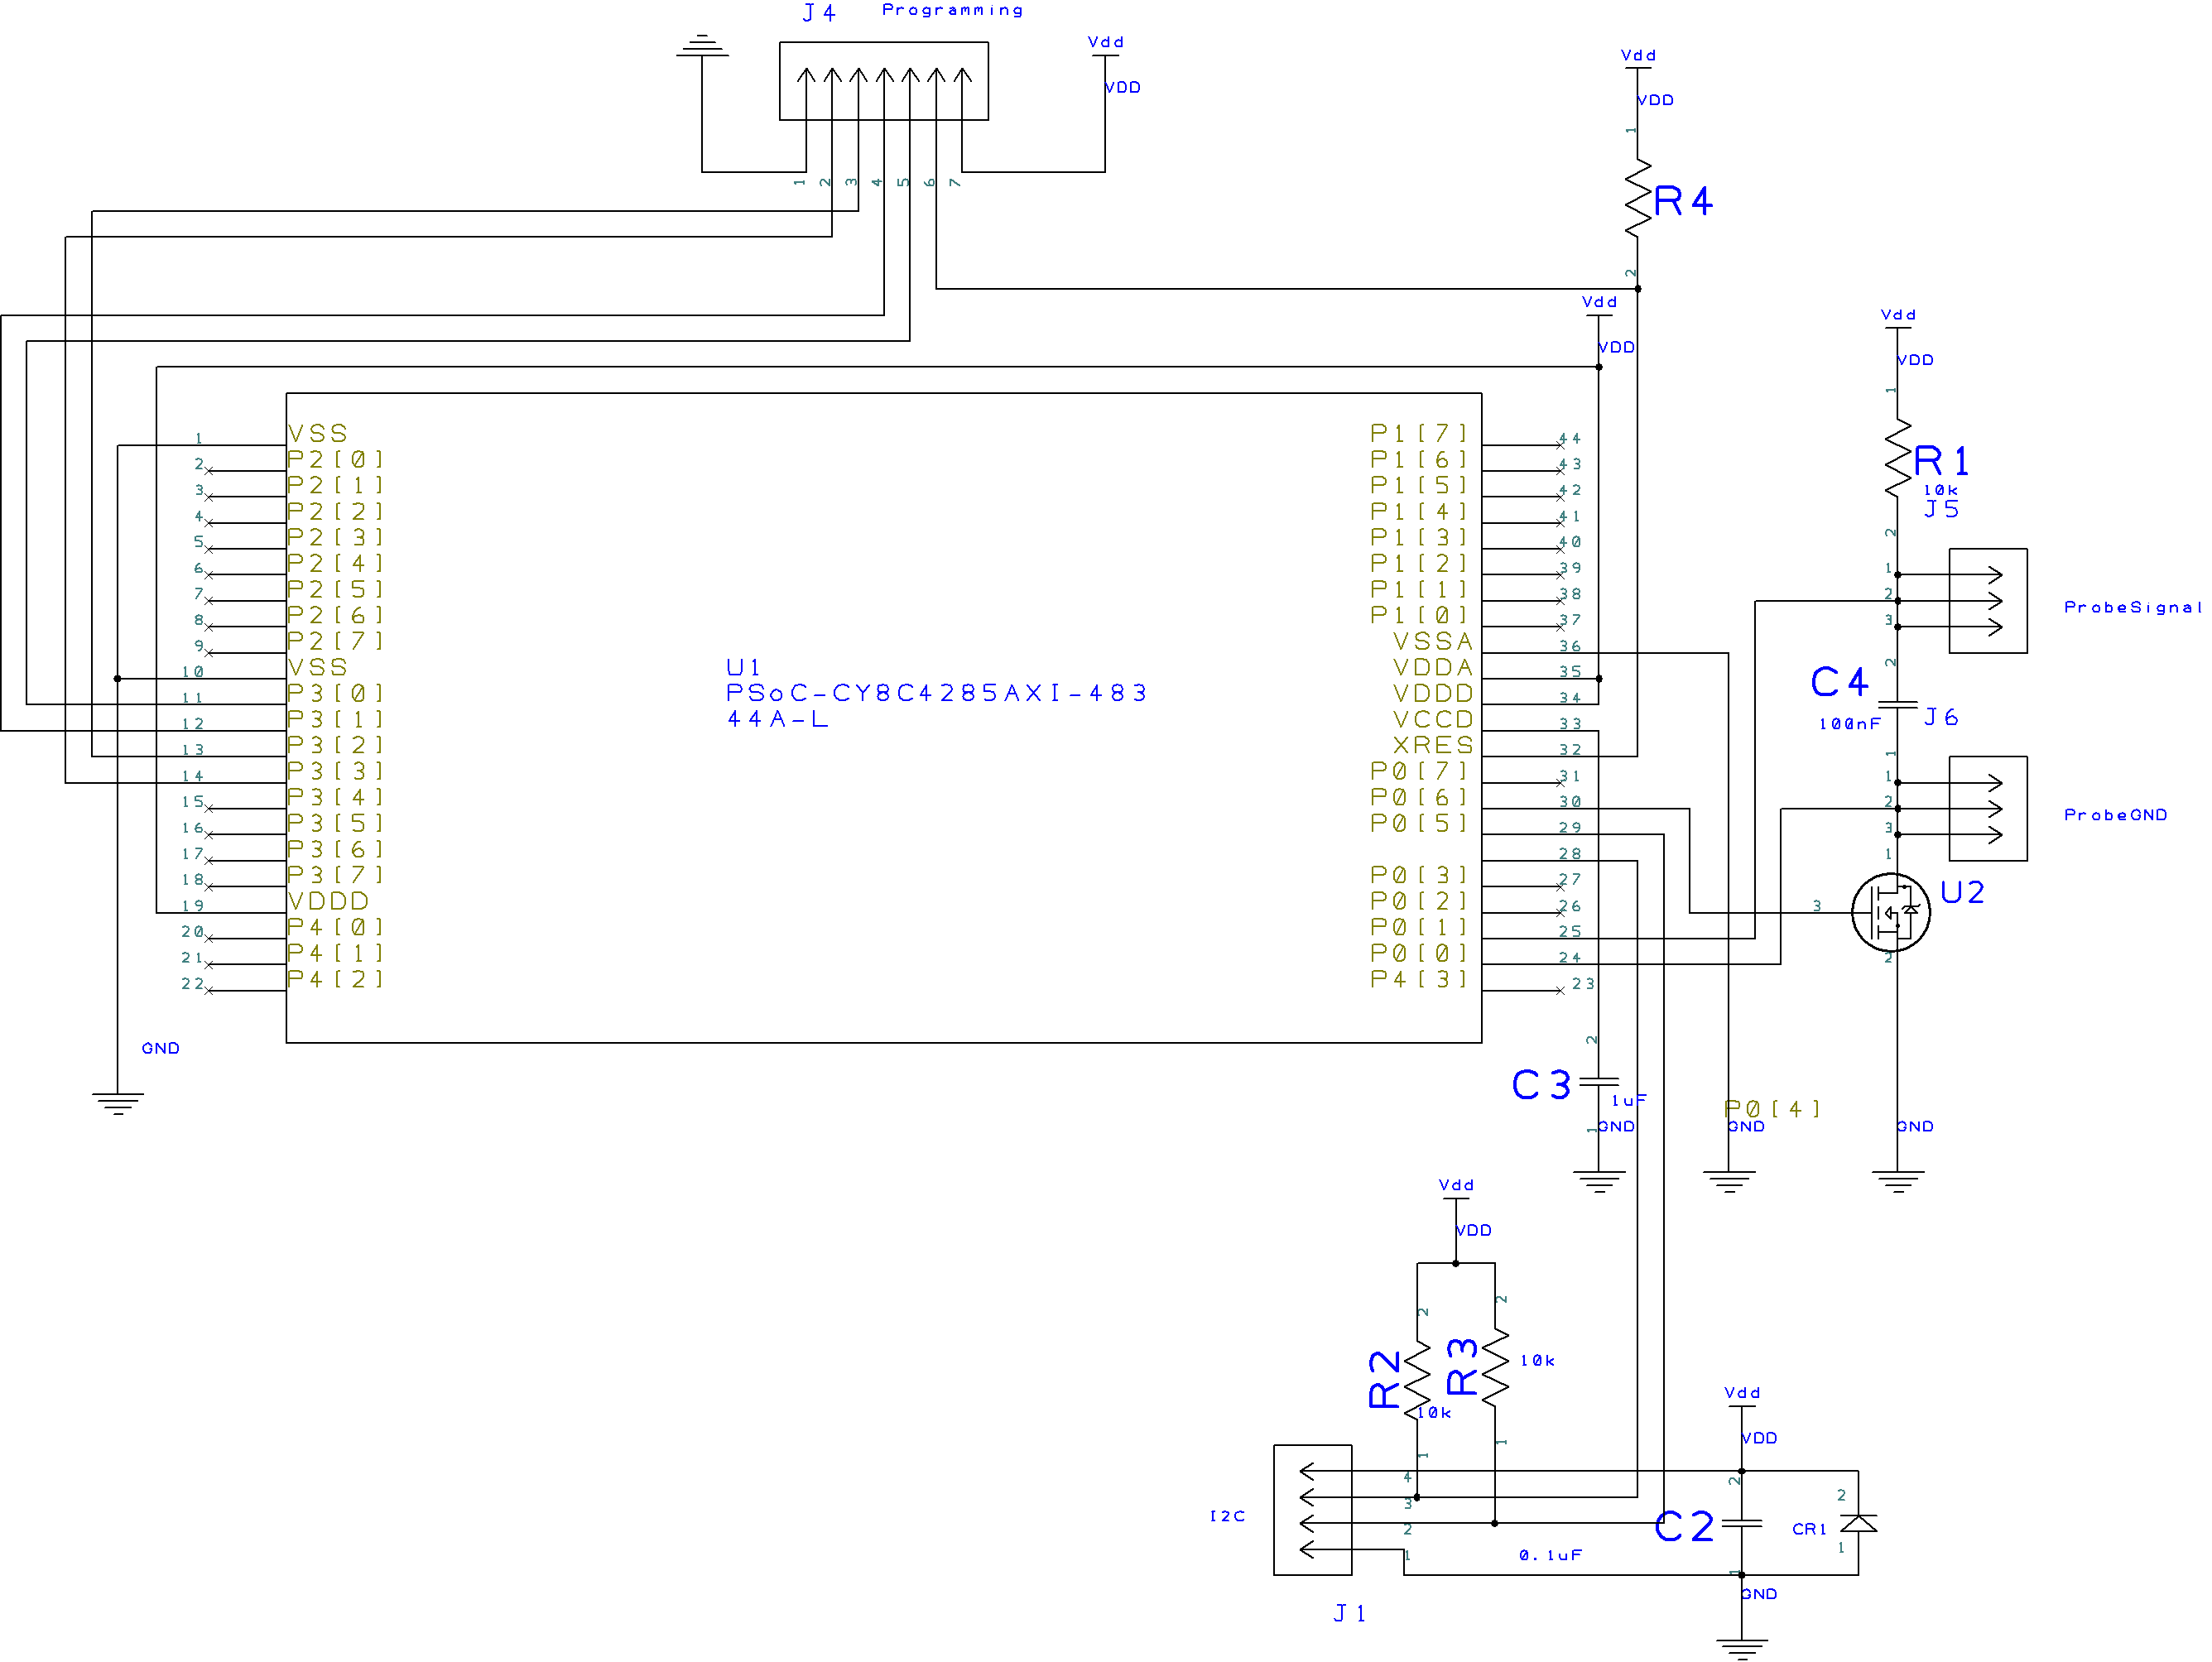 J4 Programming
Vdd
VDD
1 2 3 4 5 6 7
Vdd
VDD
1
R4
2
Vdd
VDD
Vdd
VDD
1
R1
10k
J5
2
1
2
3
ProbeSignal
2
C4
100nF
J6
1
1
2
3
ProbeGND
1
U2
3
2
GND
U1
PSoC-CY8C4285AXI-483
44A-L
1 VSS
2 P2[0]
3 P2[1]
4 P2[2]
5 P2[3]
6 P2[4]
7 P2[5]
8 P2[6]
9 P2[7]
10 VSS
11 P3[0]
12 P3[1]
13 P3[2]
14 P3[3]
15 P3[4]
16 P3[5]
17 P3[6]
18 P3[7]
19 VDDD
20 P4[0]
21 P4[1]
22 P4[2]
GND
P1[7] 44
P1[6] 43
P1[5] 42
P1[4] 41
P1[3] 40
P1[2] 39
P1[1] 38
P1[0] 37
VSSA 36
VDDA 35
VDDD 34
VCCD 33
XRES 32
P0[7] 31
P0[6] 30
P0[5] 29
28
P0[3] 27
P0[2] 26
P0[1] 25
P0[0] 24
P4[3] 23
2
C3
1uF
1
GND
P0[4]
GND
Vdd
VDD
2
2
R2
10k
R3
10k
1
1
4
3
2
1
I2C
J1
Vdd
VDD
2
C2
0.1uF
1
GND
2
CR1
1